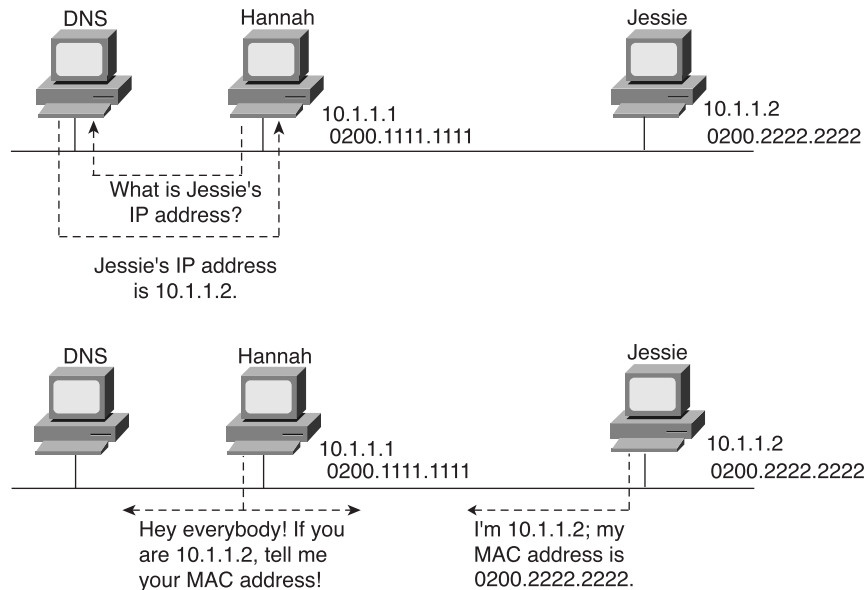 DNS
Hannah
Jessie
10.1.1.1
0200.1111.1111
10.1.1.2
0200.2222.2222
What is Jessie's
IP address?
Jessie's IP address
is 10.1.1.2.
DNS
Hannah
Jessie
10.1.1.1
0200.1111.1111
10.1.1.2
0200.2222.2222
Hey everybody! If you
are 10.1.1.2, tell me
your MAC address!
I'm 10.1.1.2; my
MAC address is
0200.2222.2222.